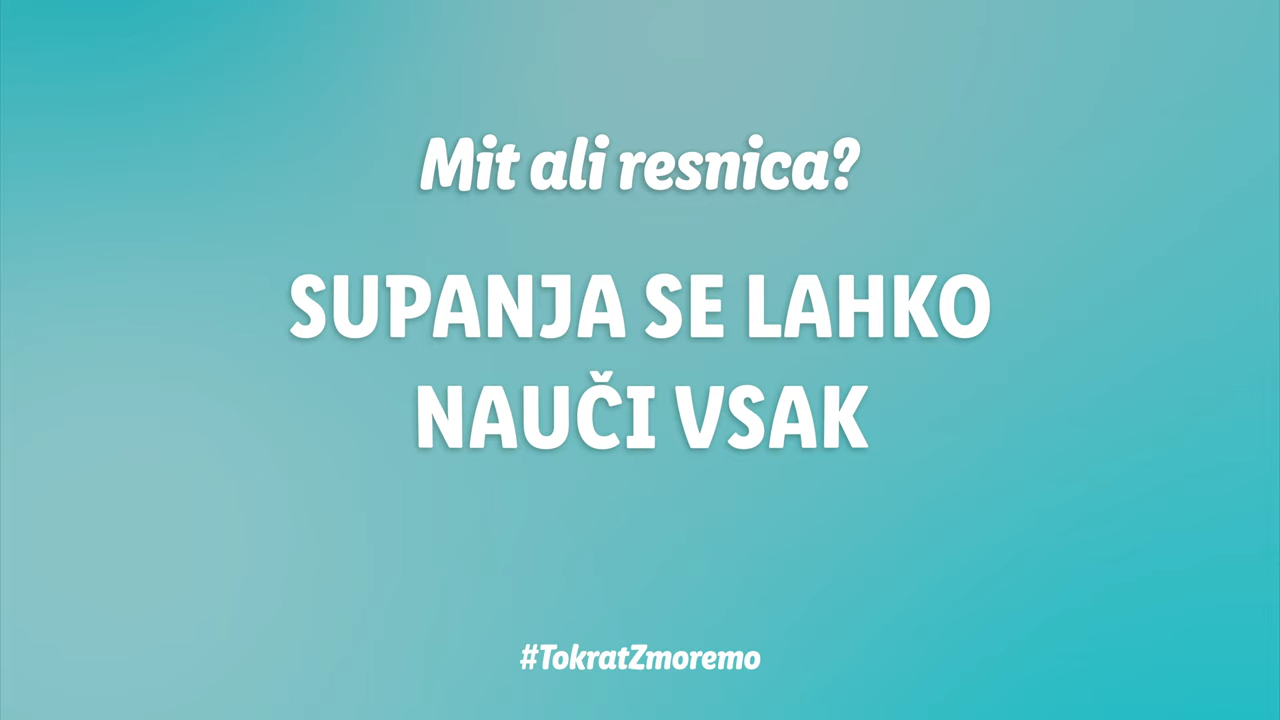 Mit ali resnica?
SUPANJA SE LAHKO
NAUČI VSAK
#TokratZmoremo